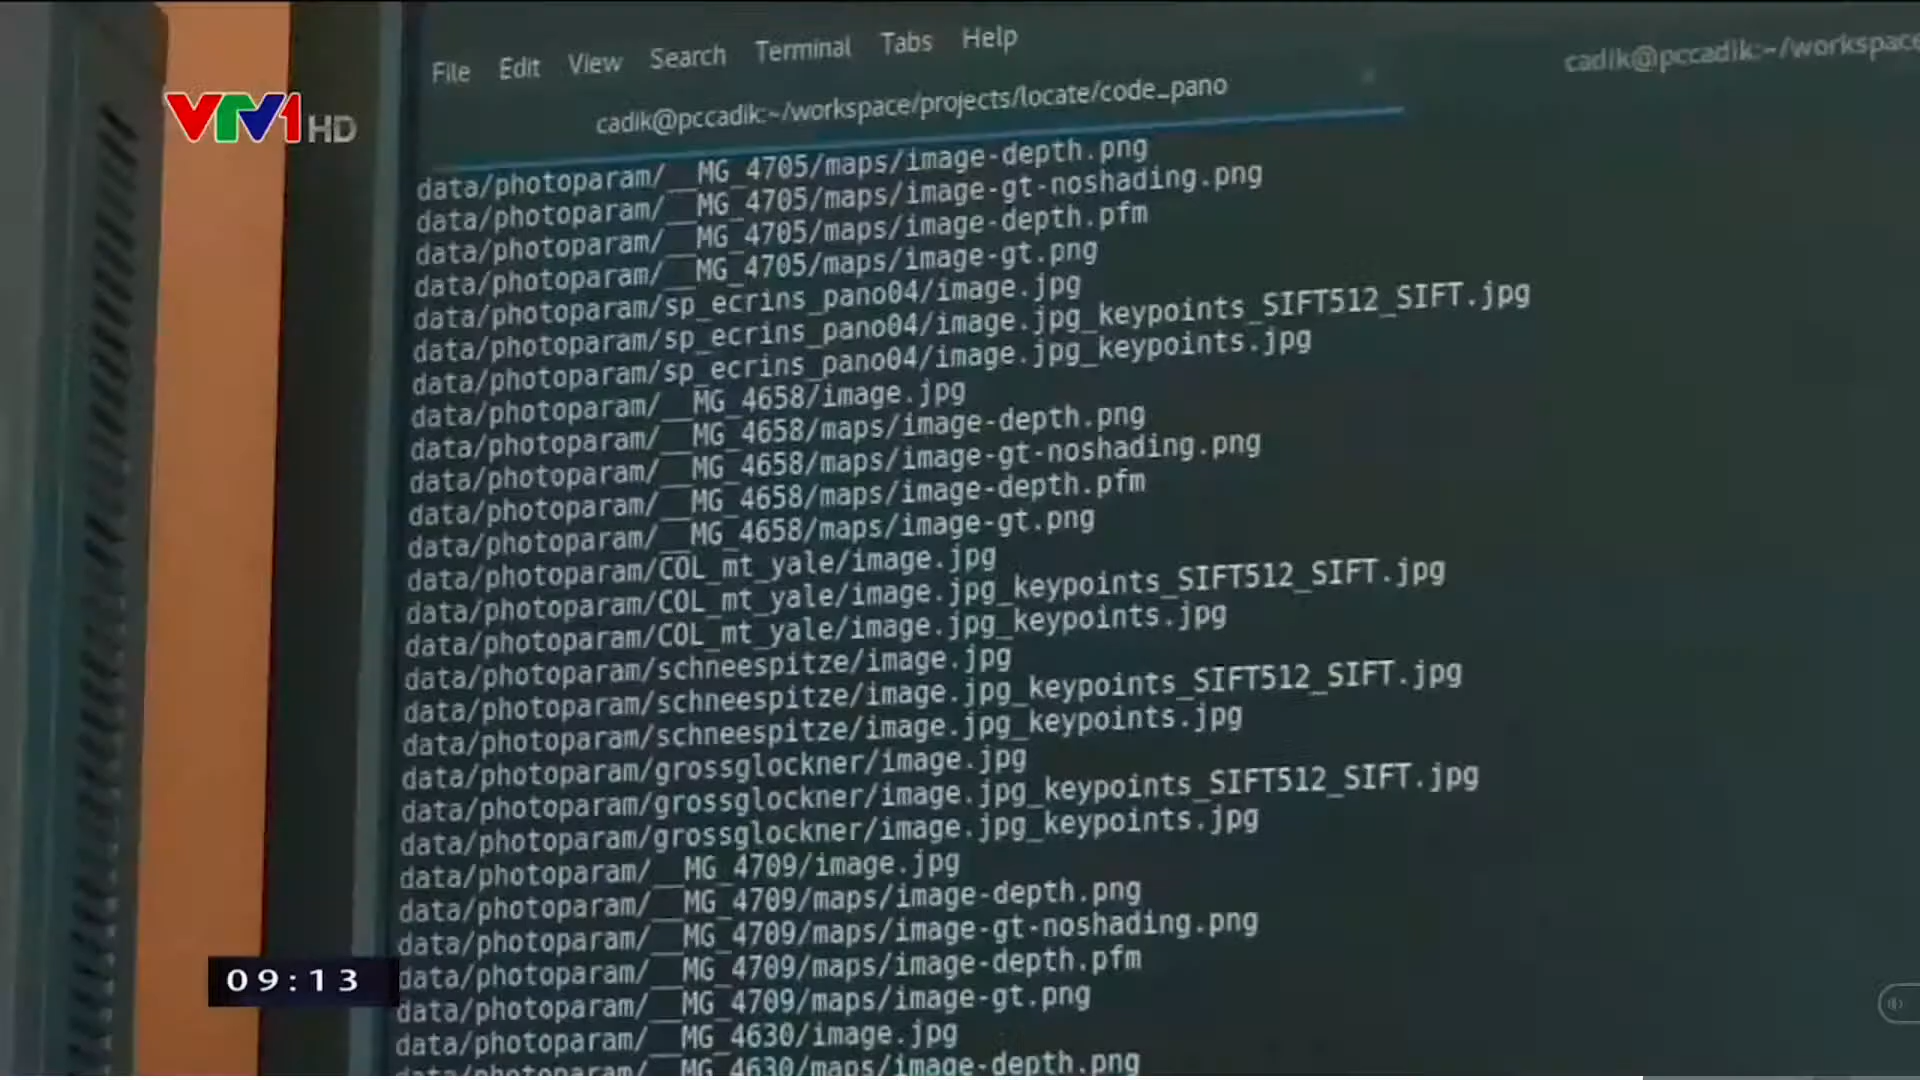 File Edit View Search Terminal Tabs Help
cadik@pccadik:~/workspace/projects/locate/code_pano
cadik@pccadik:~/workspace
VTV1 HD
data/photoparam/__MG_4705/maps/image-depth.png
data/photoparam/__MG_4705/maps/image-gt-noshading.png
data/photoparam/__MG_4705/maps/image-depth.pfm
data/photoparam/__MG_4705/maps/image-gt.png
data/photoparam/sp_ecrins_pano04/image.jpg
data/photoparam/sp_ecrins_pano04/image.jpg_keypoints_SIFT512_SIFT.jpg
data/photoparam/sp_ecrins_pano04/image.jpg_keypoints.jpg
data/photoparam/__MG_4658/image.jpg
data/photoparam/__MG_4658/maps/image-depth.png
data/photoparam/__MG_4658/maps/image-gt-noshading.png
data/photoparam/__MG_4658/maps/image-depth.pfm
data/photoparam/__MG_4658/maps/image-gt.png
data/photoparam/COL_mt_yale/image.jpg
data/photoparam/COL_mt_yale/image.jpg_keypoints_SIFT512_SIFT.jpg
data/photoparam/COL_mt_yale/image.jpg_keypoints.jpg
data/photoparam/schneespitze/image.jpg
data/photoparam/schneespitze/image.jpg_keypoints_SIFT512_SIFT.jpg
data/photoparam/schneespitze/image.jpg_keypoints.jpg
data/photoparam/grossglockner/image.jpg
data/photoparam/grossglockner/image.jpg_keypoints_SIFT512_SIFT.jpg
data/photoparam/grossglockner/image.jpg_keypoints.jpg
data/photoparam/__MG_4709/image.jpg
data/photoparam/__MG_4709/maps/image-depth.png
data/photoparam/__MG_4709/maps/image-gt-noshading.png
data/photoparam/__MG_4709/maps/image-depth.pfm
data/photoparam/__MG_4709/maps/image-gt.png
data/photoparam/__MG_4630/image.jpg
data/photoparam/__MG_4630/maps/image-depth.png
09:13